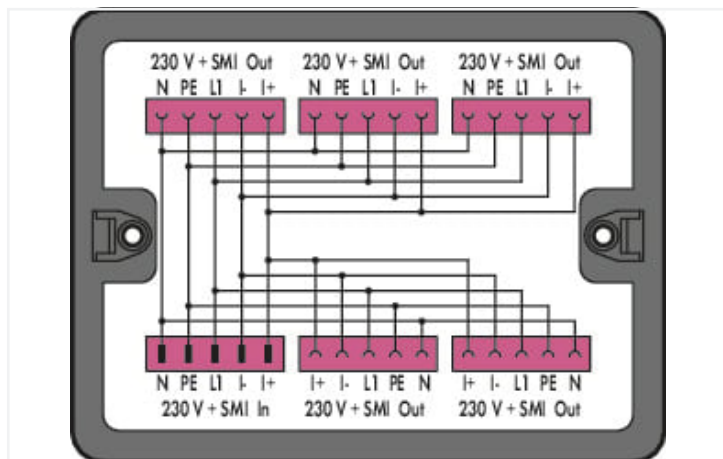 230 V + SMI Out 230 V + SMI Out 230 V + SMI Out
N PE L1 I- I+ N PE L1 I- I+ N PE L1 I- I+
N PE L1 I- I+ I+ I- L1 PE N I+ I- L1 PE N
230 V + SMI In 230 V + SMI Out 230 V + SMI Out